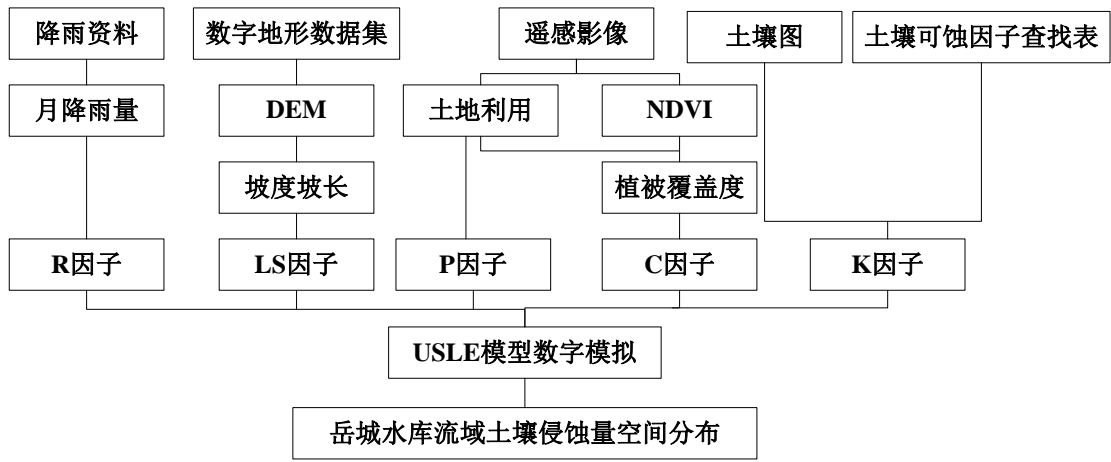 降雨资料
数字地形数据集
遥感影像
土壤图
土壤可蚀因子查找表
月降雨量
DEM
土地利用
NDVI
坡度坡长
植被覆盖度
R因子
LS因子
P因子
C因子
K因子
USLE模型数字模拟
岳城水库流域土壤侵蚀量空间分布